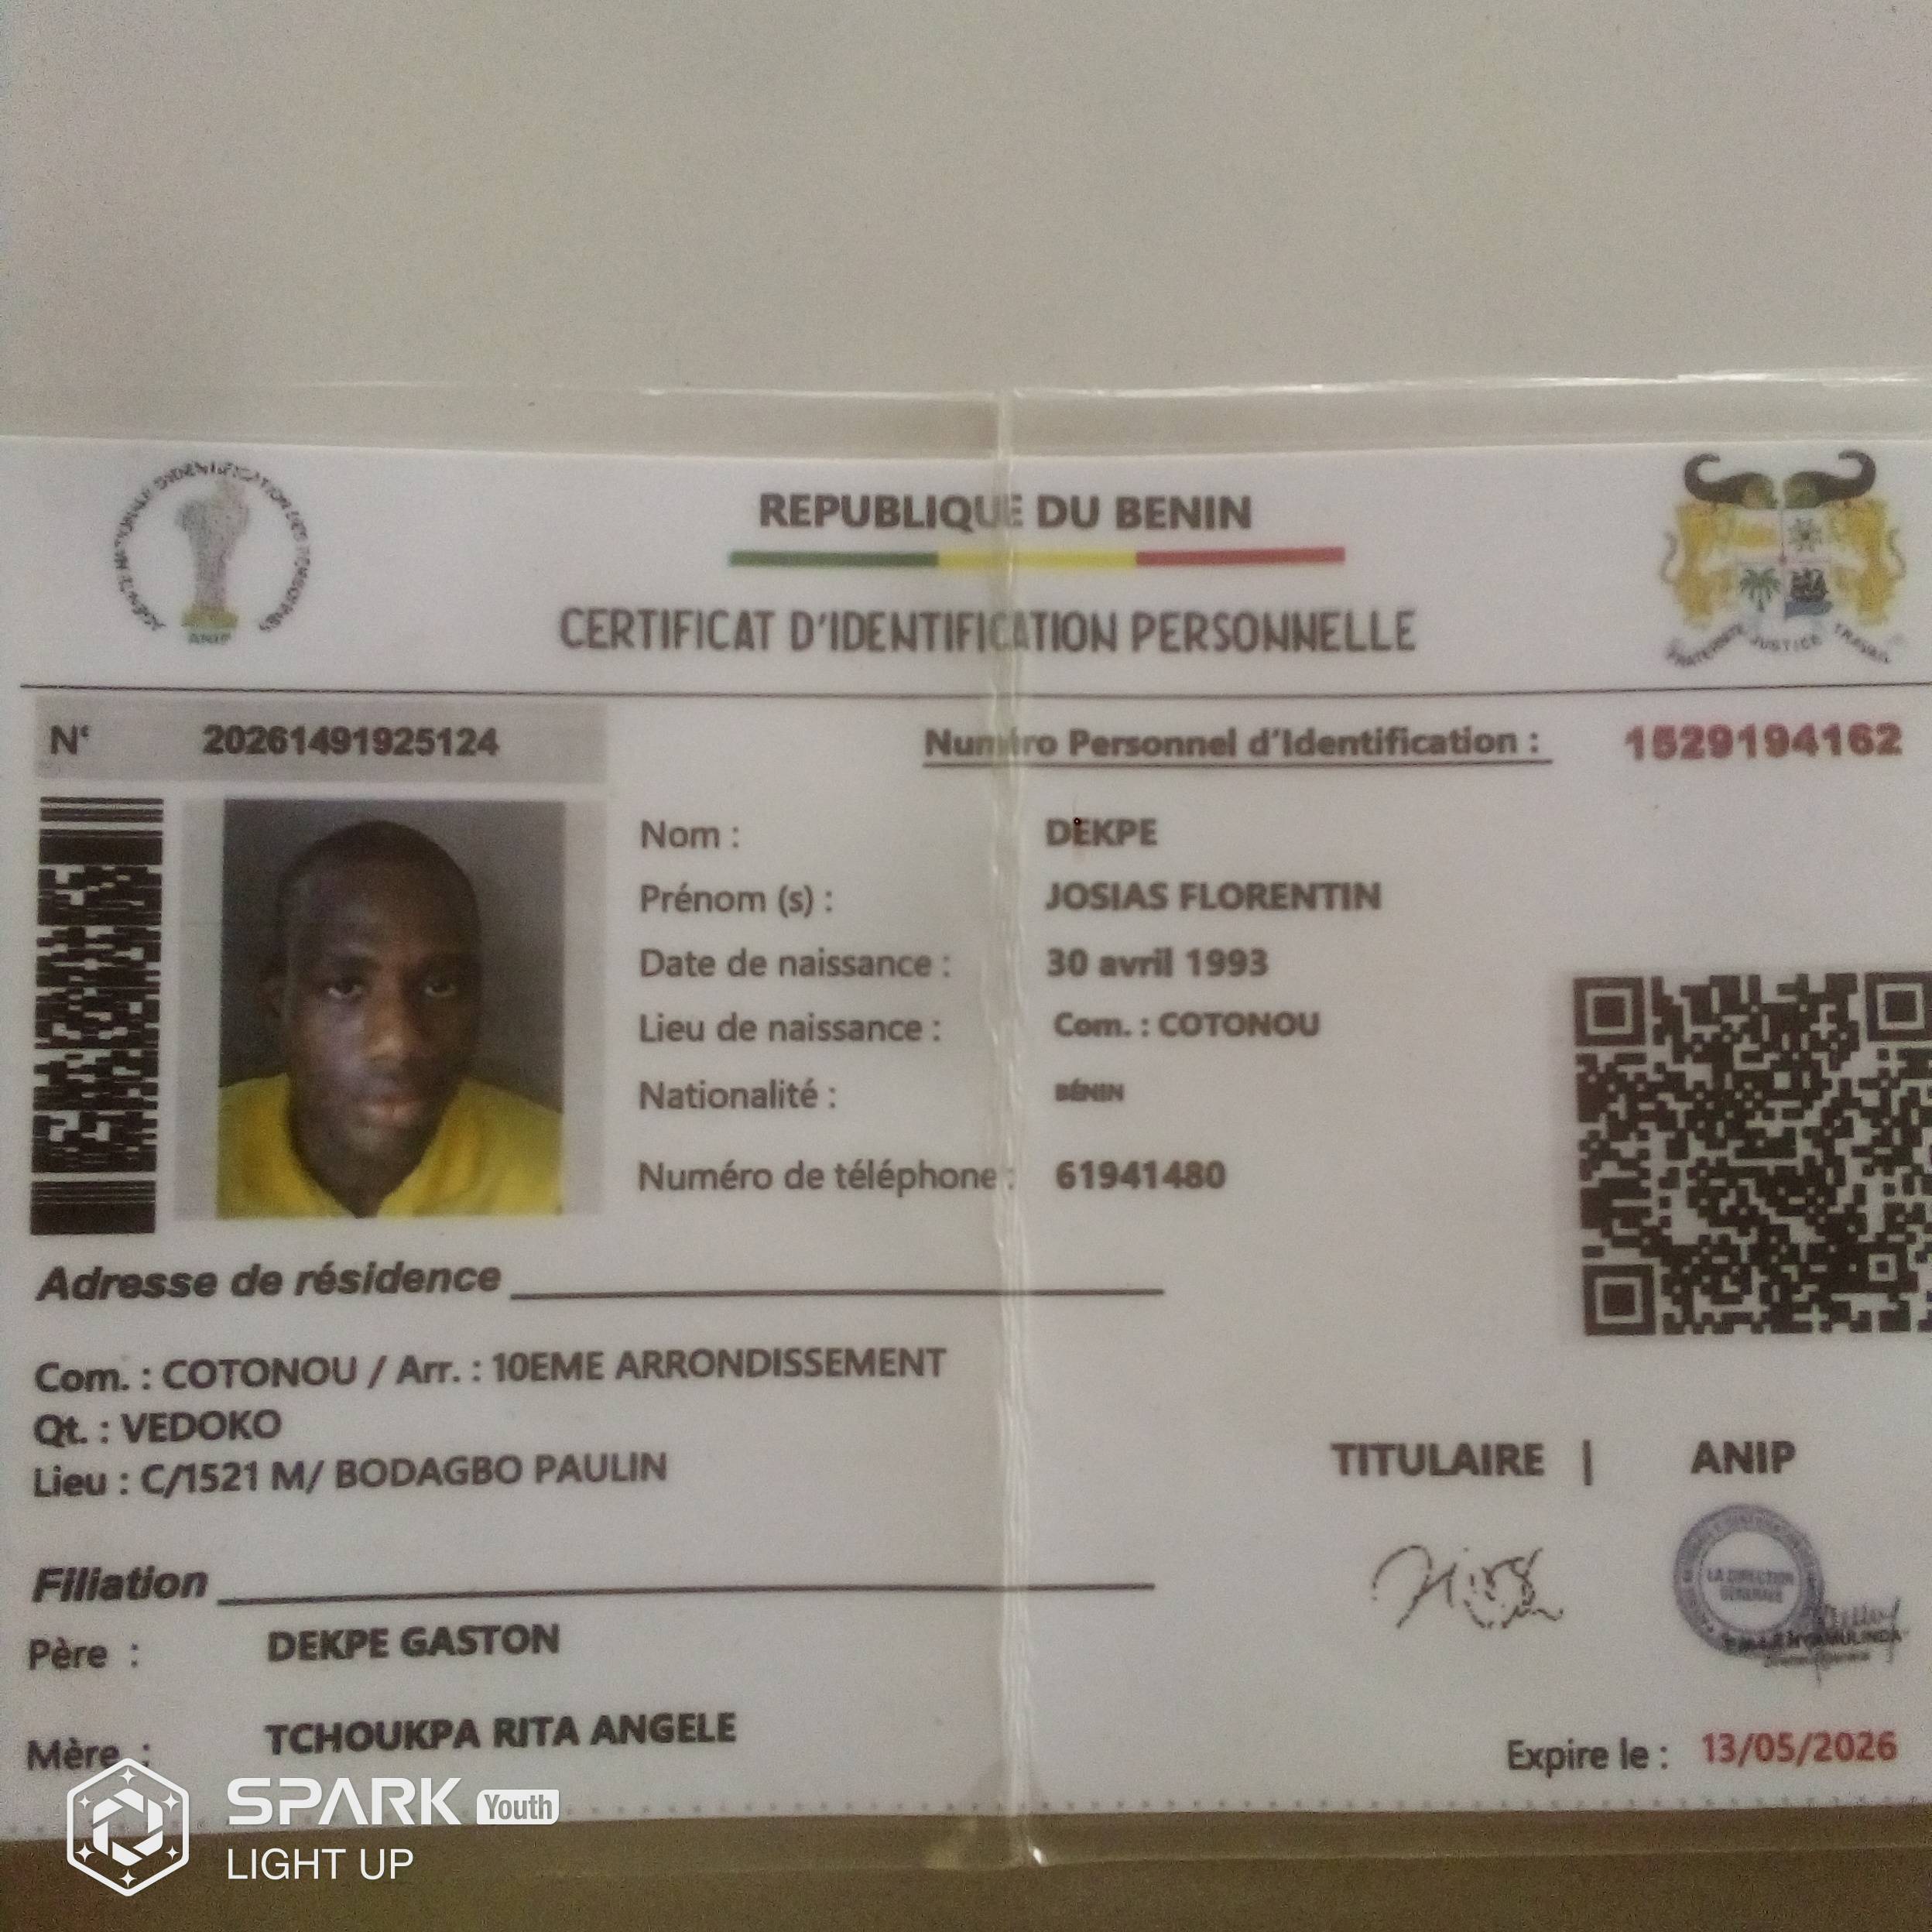 AGENCE NATIONALE D'IDENTIFICATION DES PERSONNES
ANIP
REPUBLIQUE DU BENIN
FRATERNITE JUSTICE TRAVAIL
CERTIFICAT D'IDENTIFICATION PERSONNELLE
N° 20261491925124
Numéro Personnel d'Identification : 1529194162
Nom : DEKPE
Prénom (s) : JOSIAS FLORENTIN
Date de naissance : 30 avril 1993
Lieu de naissance : Com. : COTONOU
Nationalité : BÉNIN
Numéro de téléphone : 61941480
Adresse de résidence
Com. : COTONOU / Arr. : 10EME ARRONDISSEMENT
Qt. : VEDOKO
Lieu : C/1521 M/ BODAGBO PAULIN
TITULAIRE | ANIP
LA DIRECTION
GENERALE
Filiation
Père : DEKPE GASTON
Mère : TCHOUKPA RITA ANGELE
Expire le : 13/05/2026
SPARK Youth
LIGHT UP